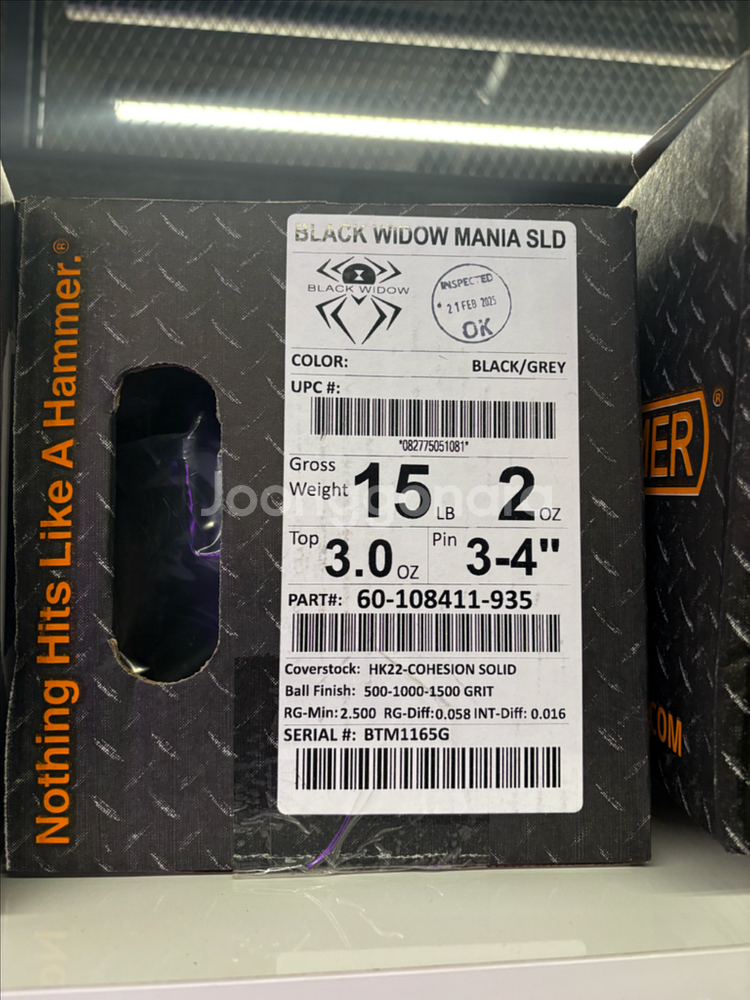 Nothing Hits Like A Hammer.®
BLACK WIDOW MANIA SLD
BLACK WIDOW
INSPECTED
21 FEB 2025
OK
COLOR: BLACK/GREY
UPC #:
*082775051081*
Gross Weight 15 LB 2 OZ
Top 3.0 OZ Pin 3-4"
PART#: 60-108411-935
Coverstock: HK22-COHESION SOLID
Ball Finish: 500-1000-1500 GRIT
RG-Min: 2.500 RG-Diff: 0.058 INT-Diff: 0.016
SERIAL #: BTM1165G
MER®
.COM
Joonggonara